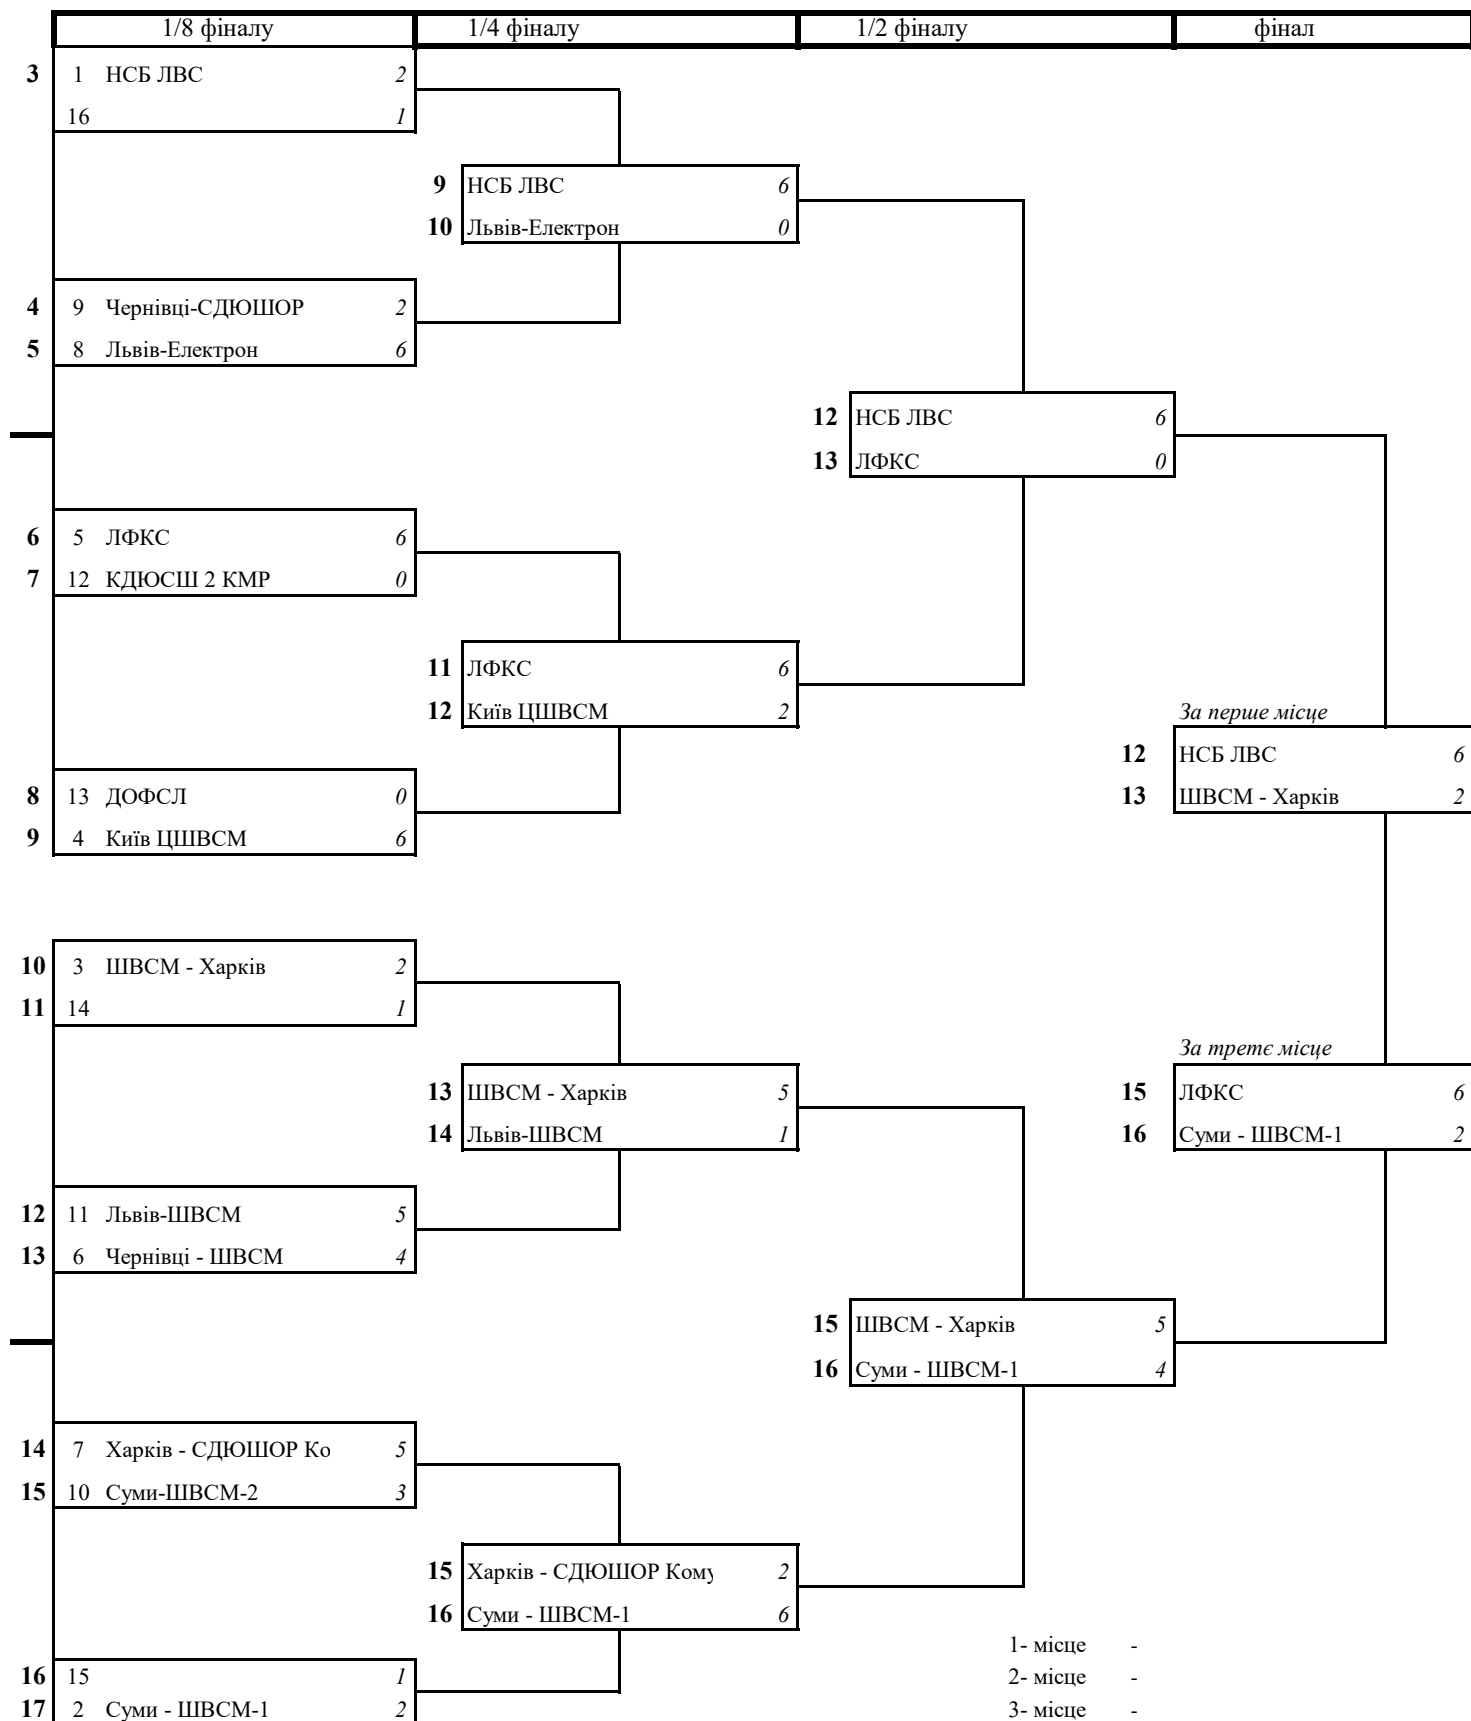 1/8 фіналу 1/4 фіналу 1/2 фіналу фінал
3 1 НСБ ЛВС 2
16 1
9 НСБ ЛВС 6
10 Львів-Електрон 0
4 9 Чернівці-СДЮШОР 2
5 8 Львів-Електрон 6
12 НСБ ЛВС 6
13 ЛФКС 0
6 5 ЛФКС 6
7 12 КДЮСШ 2 КМР 0
11 ЛФКС 6
12 Київ ЦШВСМ 2
За перше місце
12 НСБ ЛВС 6
13 ШВСМ - Харків 2
8 13 ДОФСЛ 0
9 4 Київ ЦШВСМ 6
10 3 ШВСМ - Харків 2
11 14 1
За третє місце
13 ШВСМ - Харків 5
14 Львів-ШВСМ 1
15 ЛФКС 6
16 Суми - ШВСМ-1 2
12 11 Львів-ШВСМ 5
13 6 Чернівці - ШВСМ 4
15 ШВСМ - Харків 5
16 Суми - ШВСМ-1 4
14 7 Харків - СДЮШОР Ко 5
15 10 Суми-ШВСМ-2 3
15 Харків - СДЮШОР Кому 2
16 Суми - ШВСМ-1 6
16 15 1
17 2 Суми - ШВСМ-1 2
1- місце -
2- місце -
3- місце -